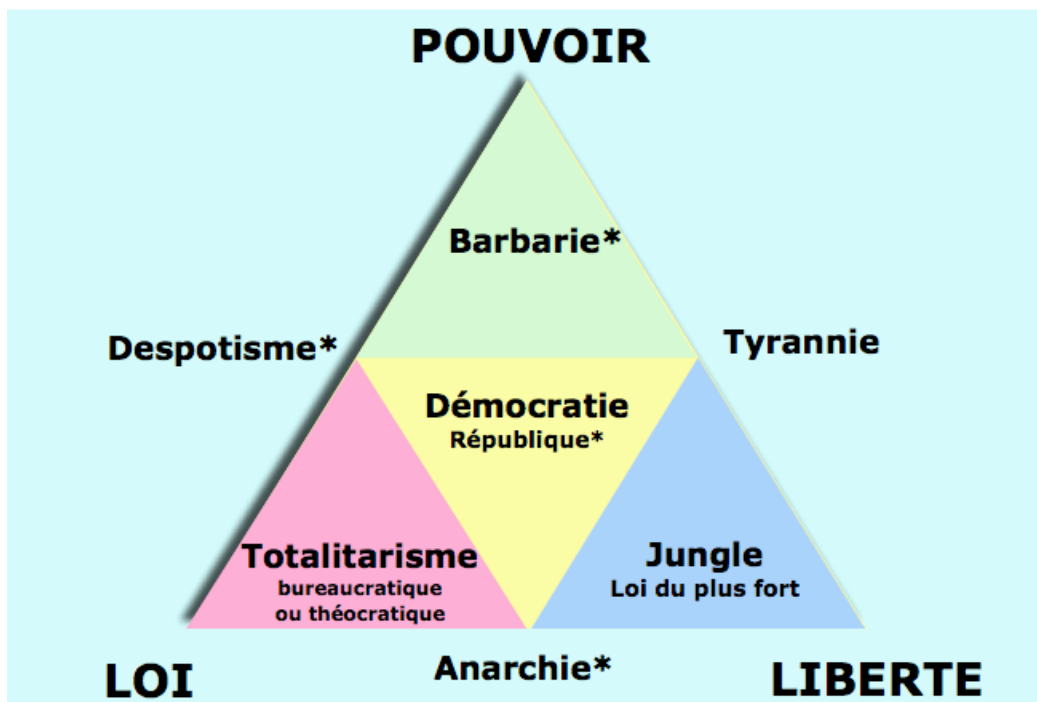 POUVOIR
Barbarie*
Despotisme*
Tyrannie
Démocratie
République*
Totalitarisme
bureaucratique
ou théocratique
Jungle
Loi du plus fort
LOI
Anarchie*
LIBERTE